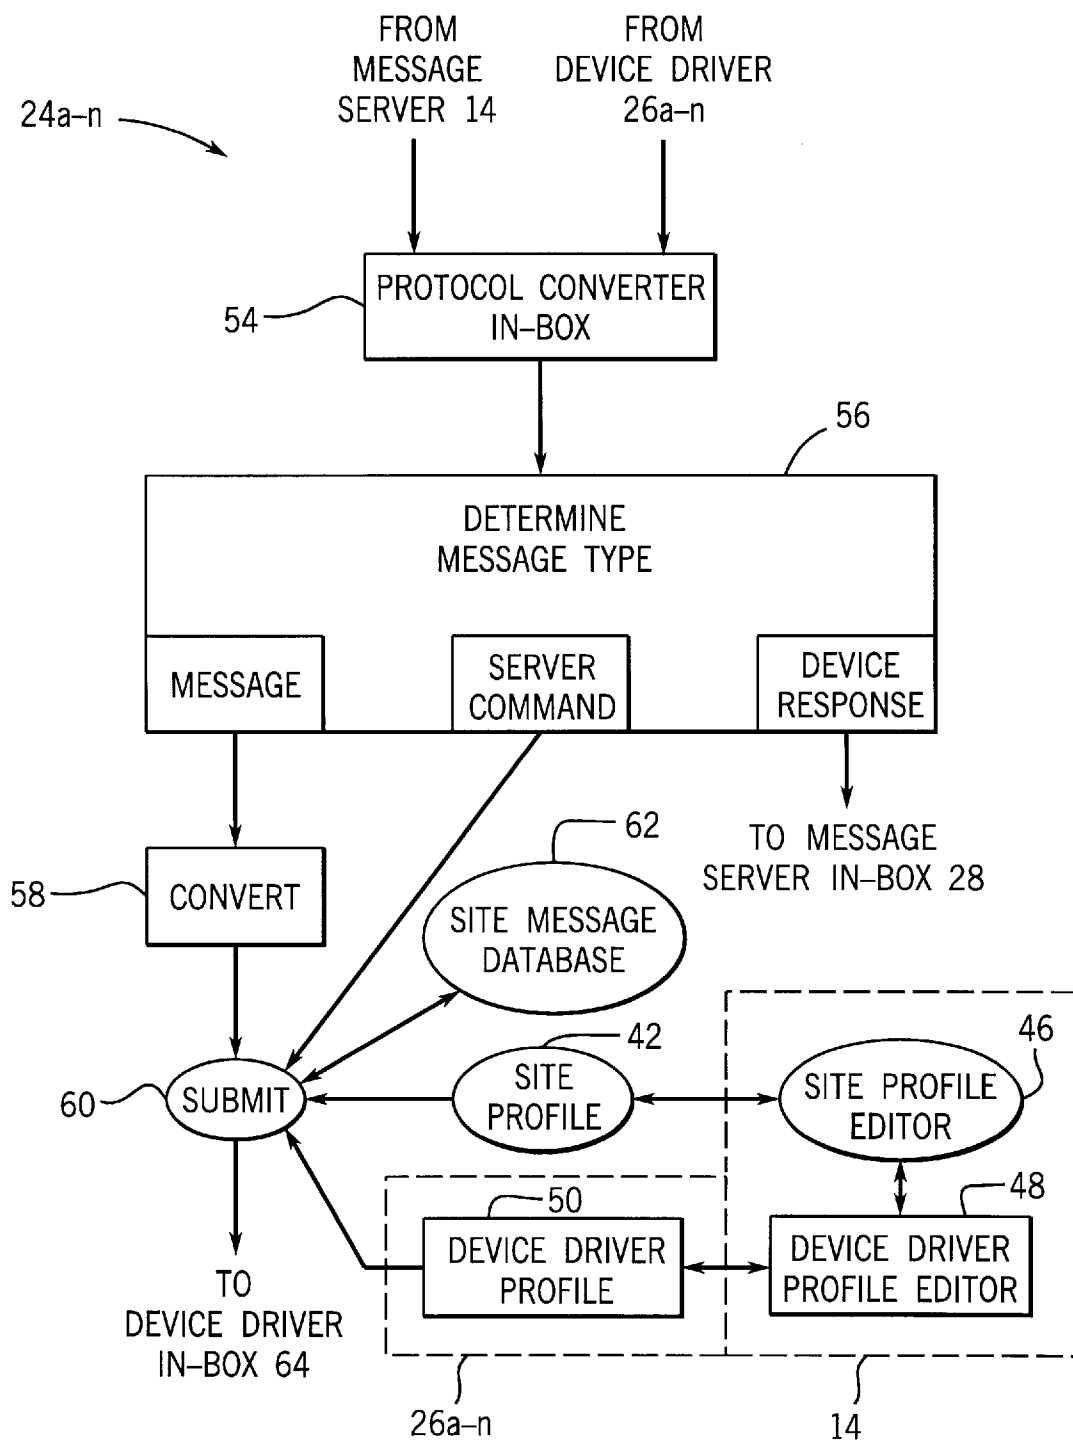 FROM
MESSAGE
SERVER 14
FROM
DEVICE DRIVER
26a-n
24a-n
PROTOCOL CONVERTER
IN-BOX
54
56
DETERMINE
MESSAGE TYPE
MESSAGE
SERVER
COMMAND
DEVICE
RESPONSE
TO MESSAGE
SERVER IN-BOX 28
62
58
CONVERT
SITE MESSAGE
DATABASE
42
46
60
SUBMIT
SITE
PROFILE
SITE PROFILE
EDITOR
50
48
DEVICE DRIVER
PROFILE
DEVICE DRIVER
PROFILE EDITOR
TO
DEVICE DRIVER
IN-BOX 64
26a-n
14